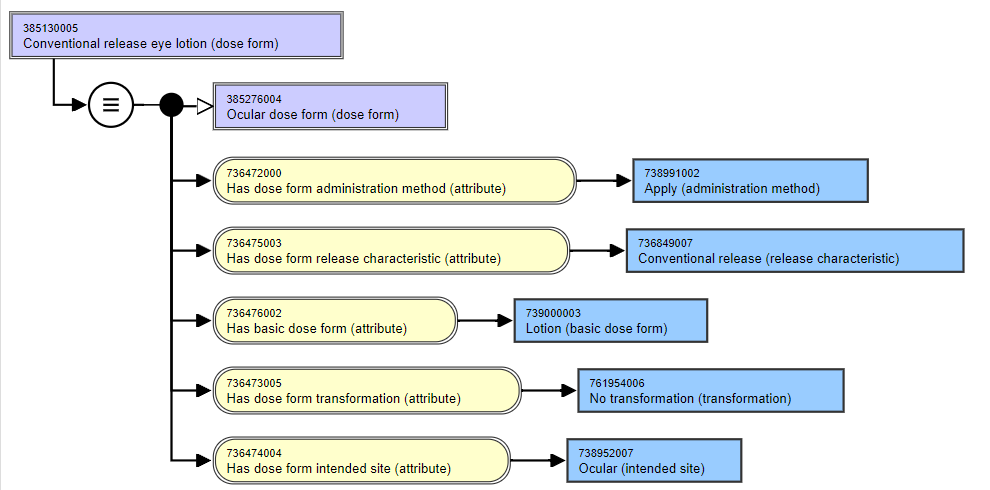 385130005
Conventional release eye lotion (dose form)
385276004
Ocular dose form (dose form)
736472000
Has dose form administration method (attribute)
738991002
Apply (administration method)
736475003
Has dose form release characteristic (attribute)
736849007
Conventional release (release characteristic)
736476002
Has basic dose form (attribute)
739000003
Lotion (basic dose form)
736473005
Has dose form transformation (attribute)
761954006
No transformation (transformation)
736474004
Has dose form intended site (attribute)
738952007
Ocular (intended site)